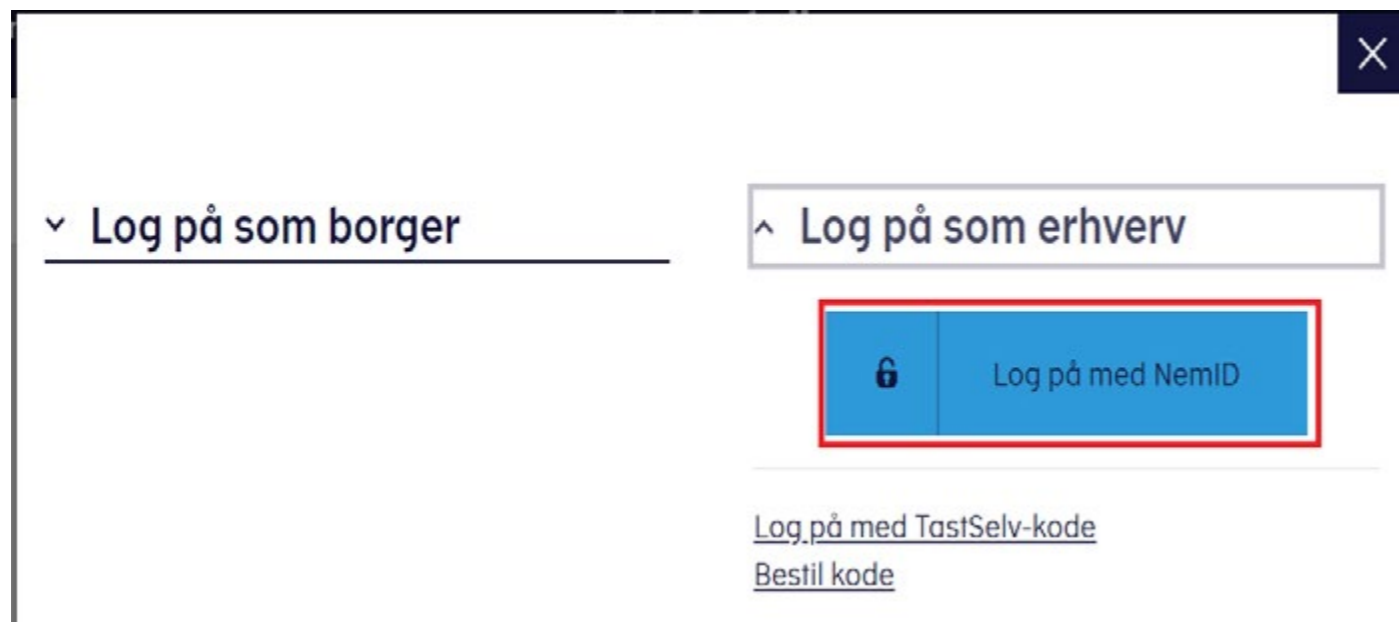 Log på som borger
Log på som erhverv
Log på med NemID
Log på med TastSelv-kode
Bestil kode